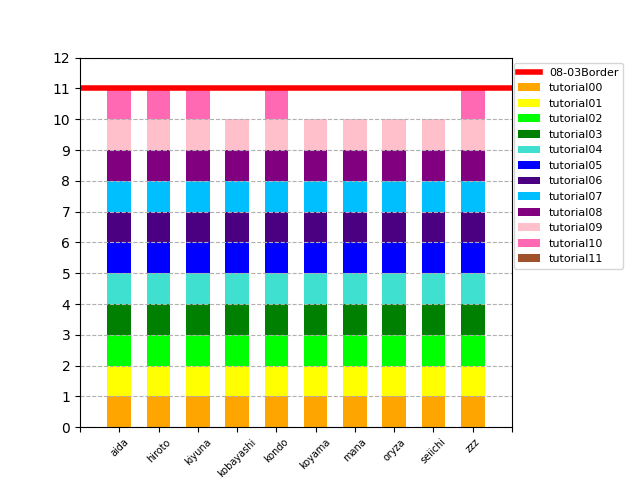 12
11
10
9
8
7
6
5
4
3
2
1
0
aida
hiroto
kiyuna
kobayashi
kondo
koyama
mana
oryza
seiichi
zzz
08-03Border
tutorial00
tutorial01
tutorial02
tutorial03
tutorial04
tutorial05
tutorial06
tutorial07
tutorial08
tutorial09
tutorial10
tutorial11